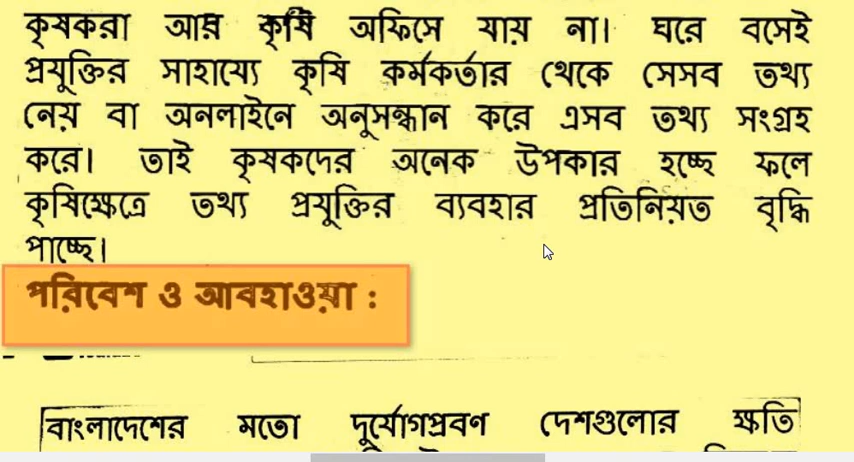 কৃষকরা আর কৃষি অফিসে যায় না। ঘরে বসেই
প্রযুক্তির সাহায্যে কৃষি কর্মকর্তার থেকে সেসব তথ্য
নেয় বা অনলাইনে অনুসন্ধান করে এসব তথ্য সংগ্রহ
করে। তাই কৃষকদের অনেক উপকার হচ্ছে ফলে
কৃষিক্ষেত্রে তথ্য প্রযুক্তির ব্যবহার প্রতিনিয়ত বৃদ্ধি
পাচ্ছে।
পরিবেশ ও আবহাওয়া :
বাংলাদেশের মতো দুর্যোগপ্রবণ দেশগুলোর ক্ষতি